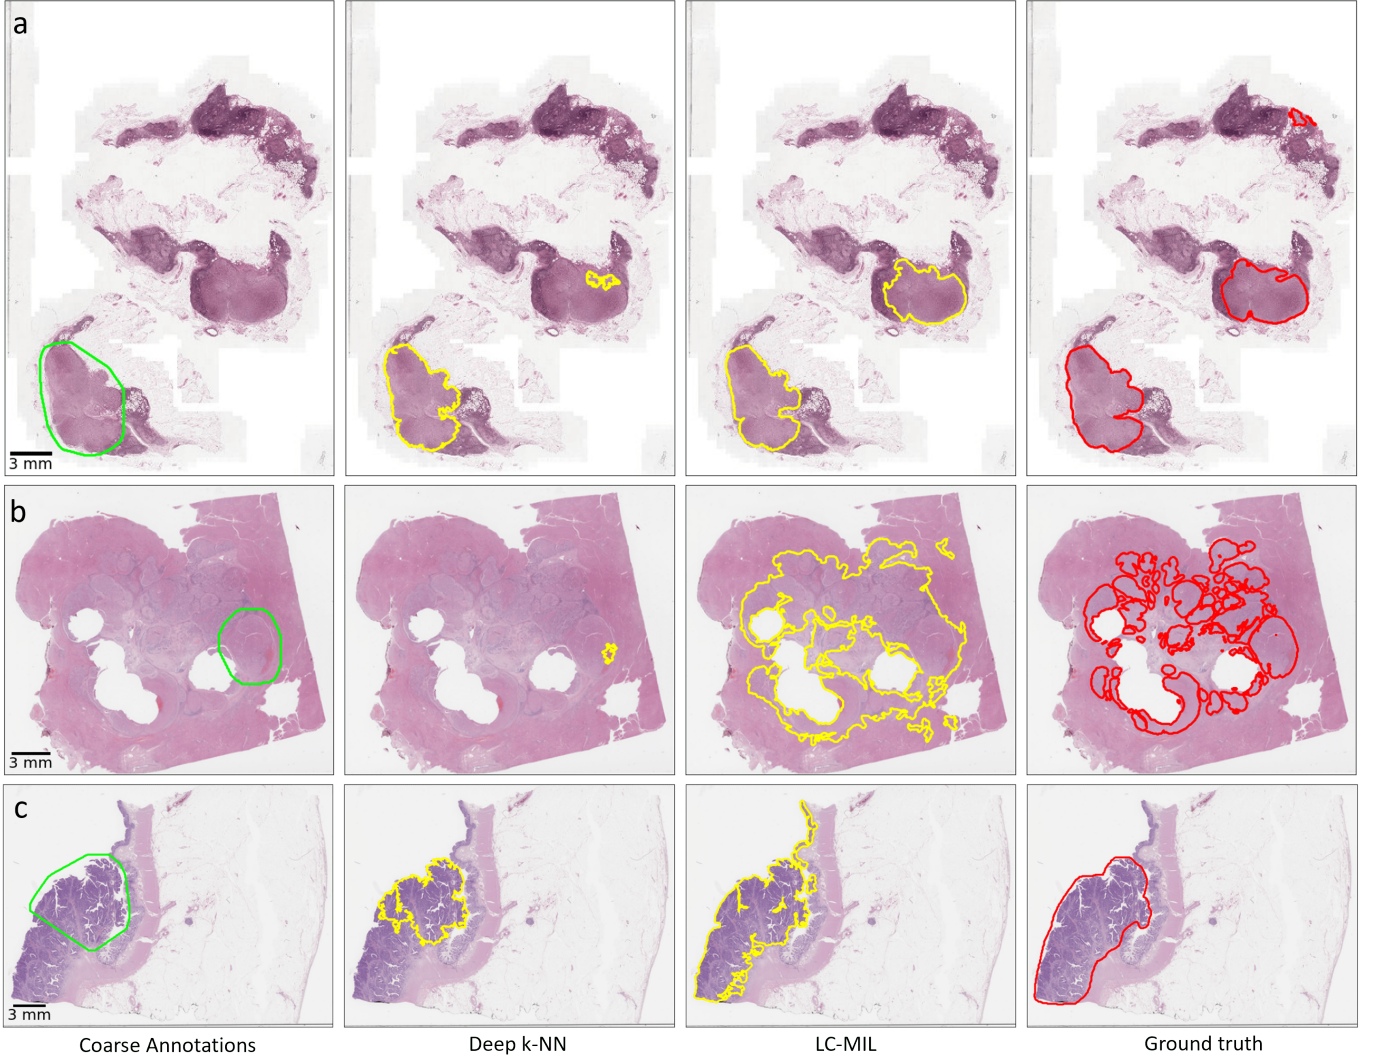 a
3 mm
b
3 mm
c
3 mm
Coarse Annotations
Deep k-NN
LC-MIL
Ground truth